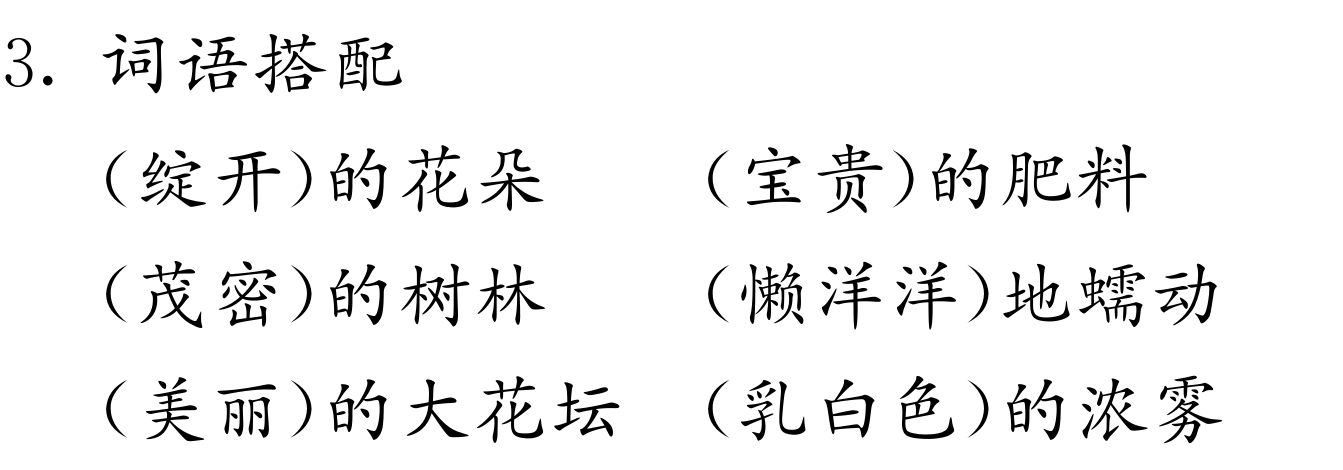 3. 词语搭配
(绽开)的花朵 (宝贵)的肥料
(茂密)的树林 (懒洋洋)地蠕动
(美丽)的大花坛 (乳白色)的浓雾